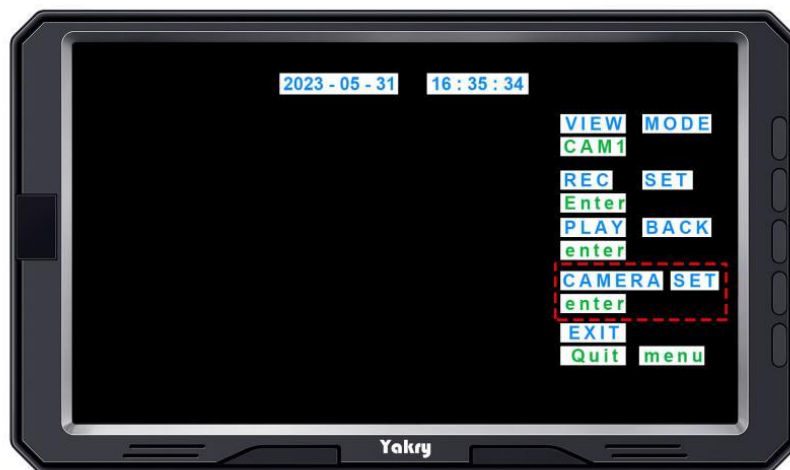 2023 - 05 - 31 16 : 35 : 34
VIEW MODE
CAM1
REC SET
Enter
PLAY BACK
enter
CAMERA SET
enter
EXIT
Quit menu
Yakry